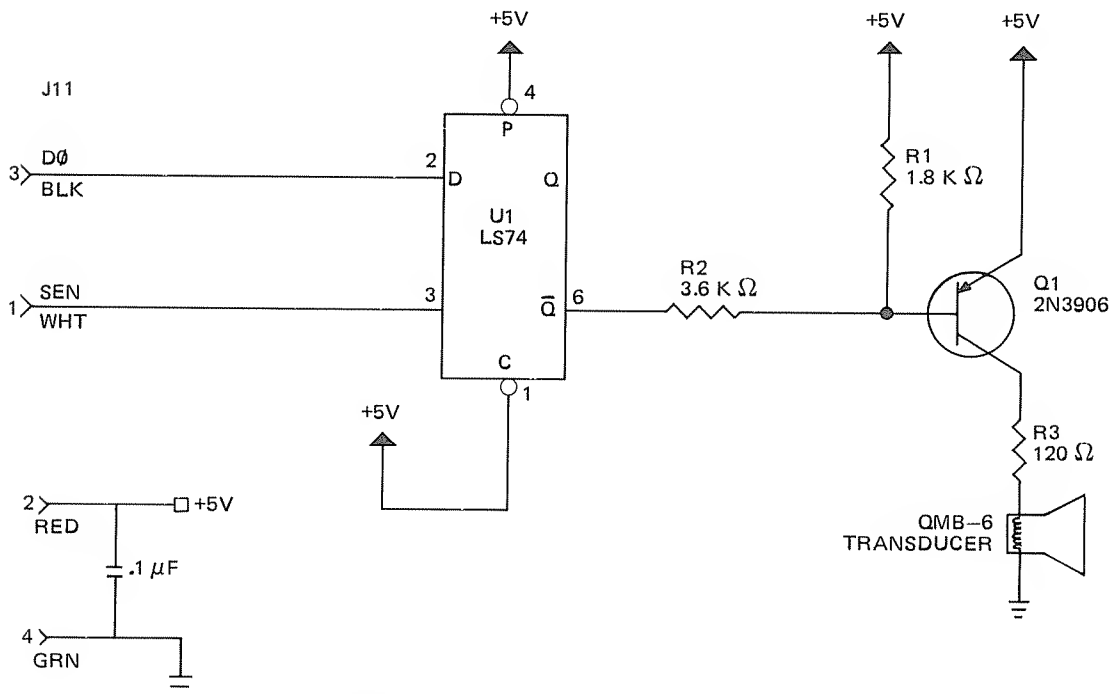 +5V
+5V
+5V
J11
4
P
3
DØ
BLK
2
D
Q
U1
LS74
R1
1.8 K Ω
1
SEN
WHT
3
Q̅
6
R2
3.6 K Ω
Q1
2N3906
C
1
+5V
R3
120 Ω
2
RED
+5V
.1 µF
QMB-6
TRANSDUCER
4
GRN